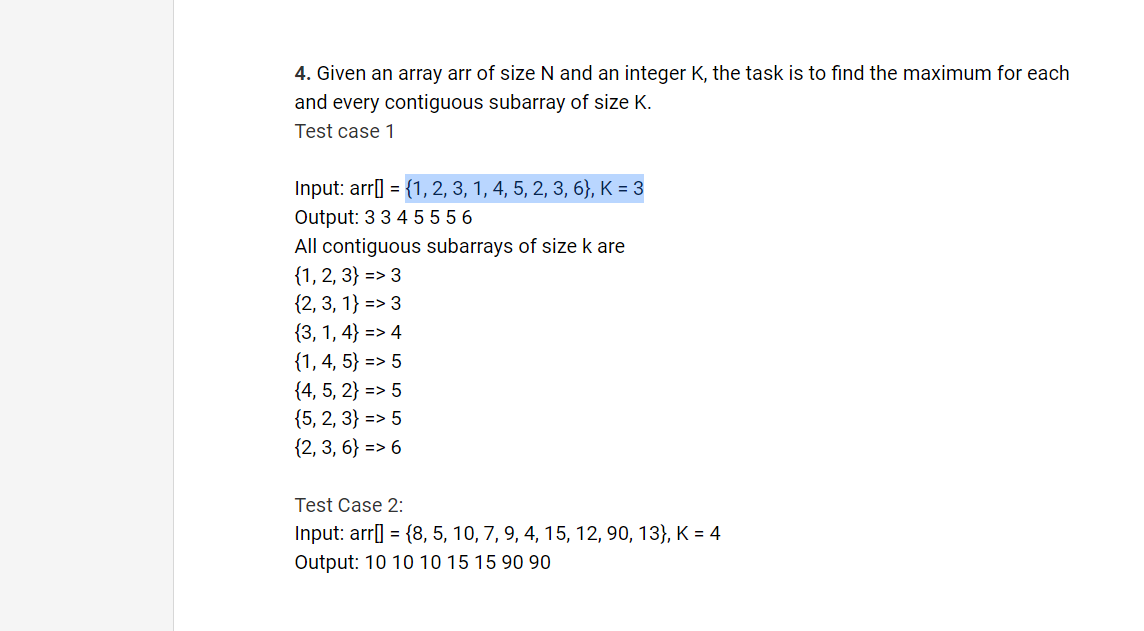 4. Given an array arr of size N and an integer K, the task is to find the maximum for each
and every contiguous subarray of size K.
Test case 1
Input: arr[] = {1, 2, 3, 1, 4, 5, 2, 3, 6}, K = 3
Output: 3 3 4 5 5 5 6
All contiguous subarrays of size k are
{1, 2, 3} => 3
{2, 3, 1} => 3
{3, 1, 4} => 4
{1, 4, 5} => 5
{4, 5, 2} => 5
{5, 2, 3} => 5
{2, 3, 6} => 6
Test Case 2:
Input: arr[] = {8, 5, 10, 7, 9, 4, 15, 12, 90, 13}, K = 4
Output: 10 10 10 15 15 90 90